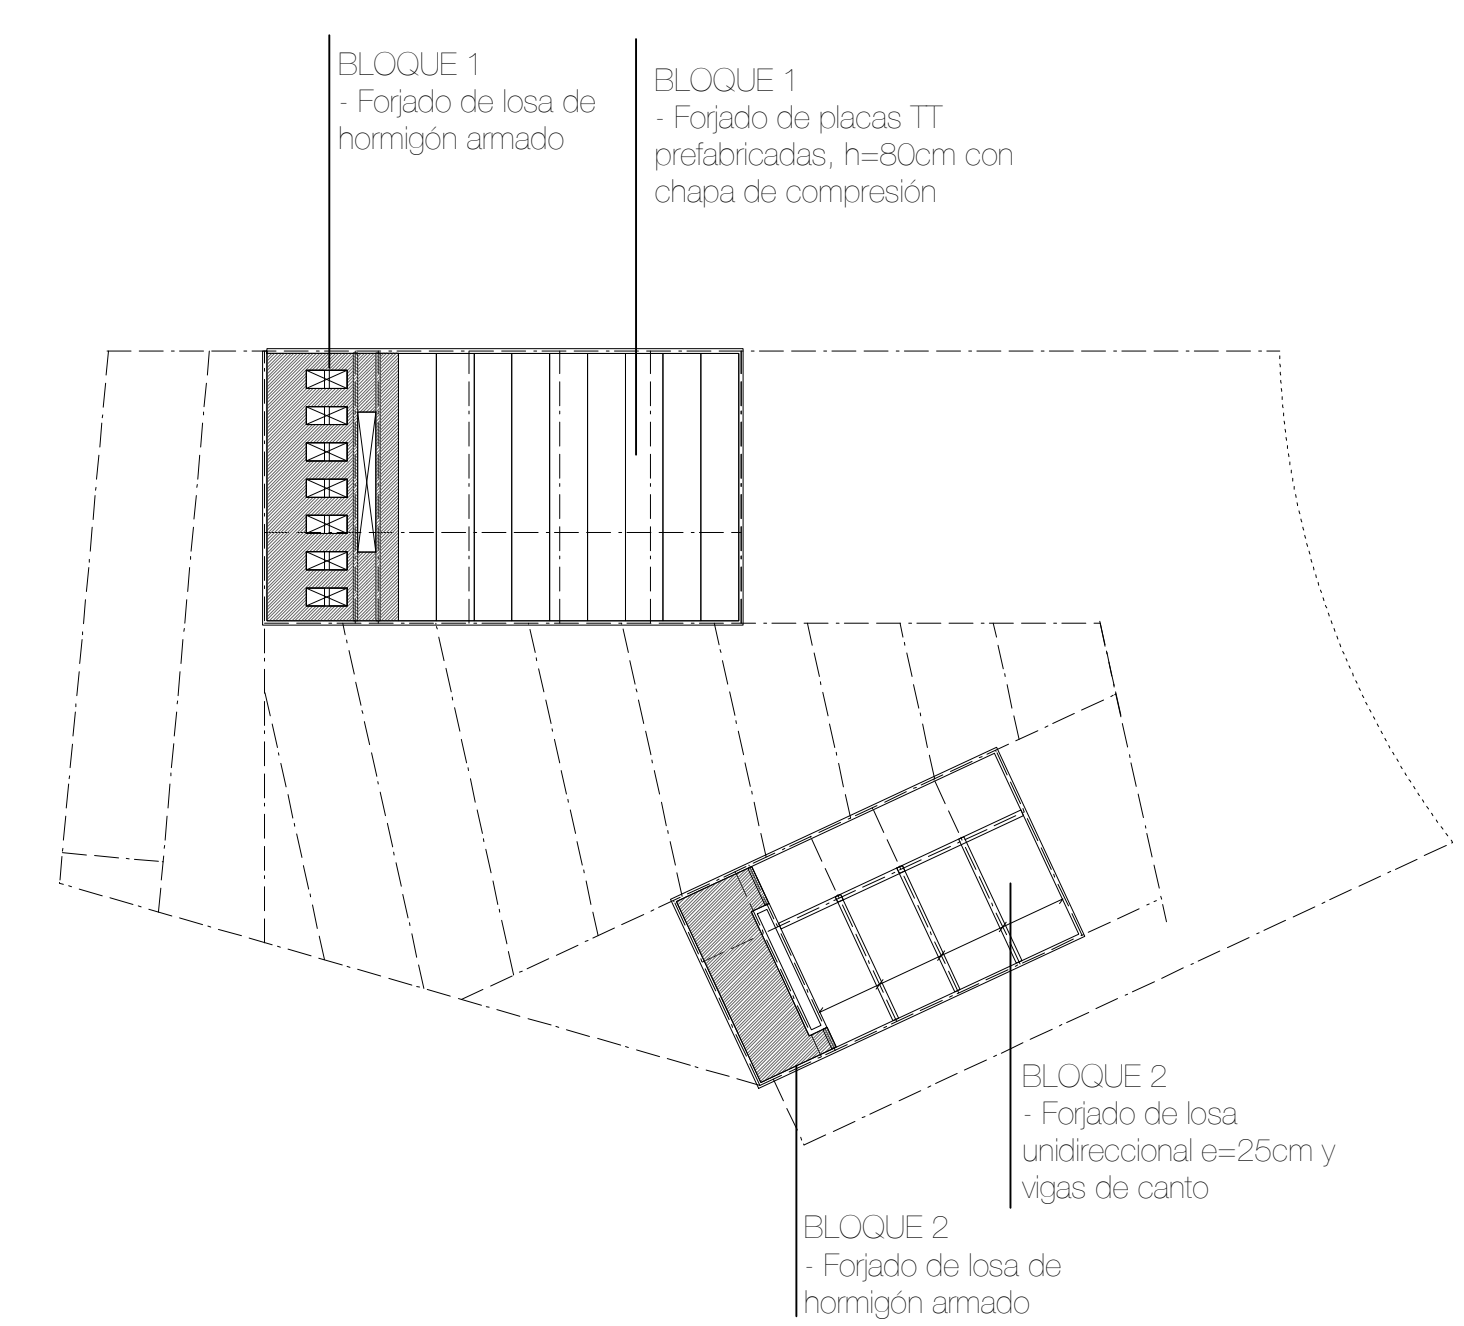 BLOQUE 1
- Forjado de losa de
hormigón armado
BLOQUE 1
- Forjado de placas TT
prefabricadas, h=80cm con
chapa de compresión
BLOQUE 2
- Forjado de losa
unidireccional e=25cm y
vigas de canto
BLOQUE 2
- Forjado de losa de
hormigón armado